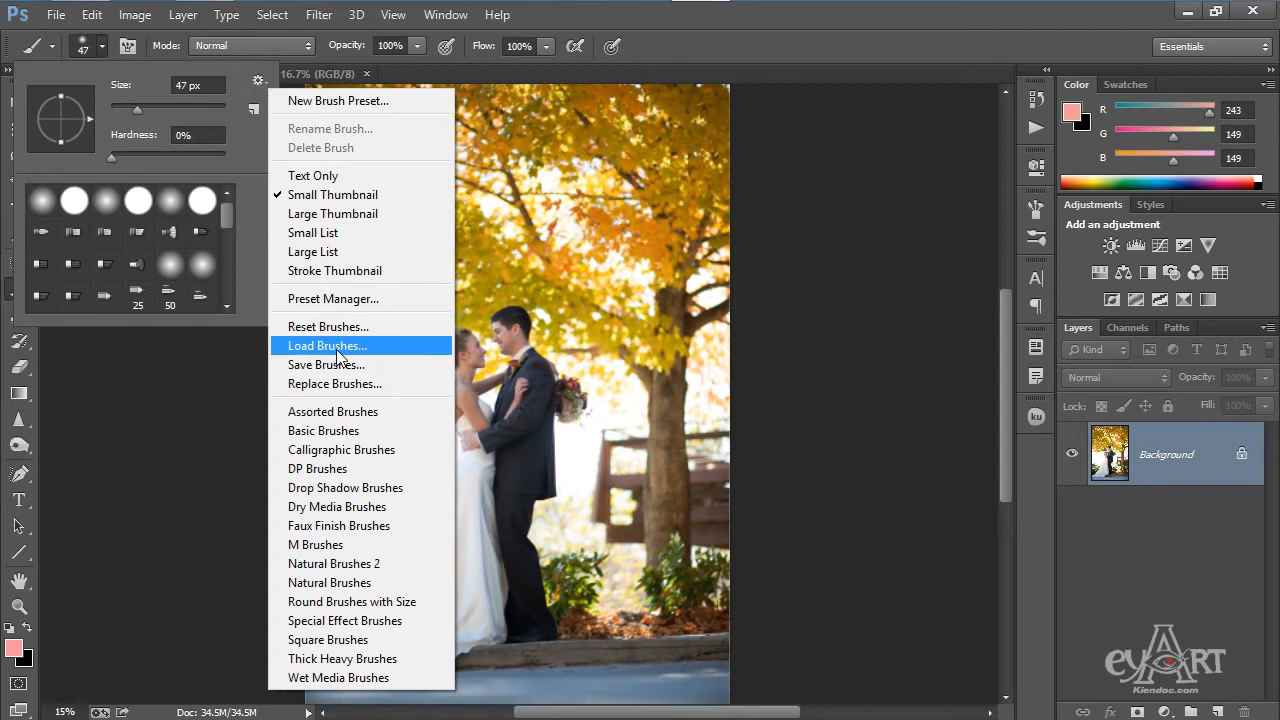 Ps File Edit Image Layer Type Select Filter 3D View Window Help
47 Mode: Normal Opacity: 100% Flow: 100% Essentials
16.7% (RGB/8) ×
Size: 47 px
Hardness: 0%
25 50
New Brush Preset...
Rename Brush...
Delete Brush
Text Only
Small Thumbnail
Large Thumbnail
Small List
Large List
Stroke Thumbnail
Preset Manager...
Reset Brushes...
Load Brushes...
Save Brushes...
Replace Brushes...
Assorted Brushes
Basic Brushes
Calligraphic Brushes
DP Brushes
Drop Shadow Brushes
Dry Media Brushes
Faux Finish Brushes
M Brushes
Natural Brushes 2
Natural Brushes
Round Brushes with Size
Special Effect Brushes
Square Brushes
Thick Heavy Brushes
Wet Media Brushes
Color Swatches
R 243
G 149
B 149
Adjustments Styles
Add an adjustment
Layers Channels Paths
Kind
Normal Opacity: 100%
Lock: Fill: 100%
Background
ku
eyeART
Kiendoc.com
15% Doc: 34.5M/34.5M